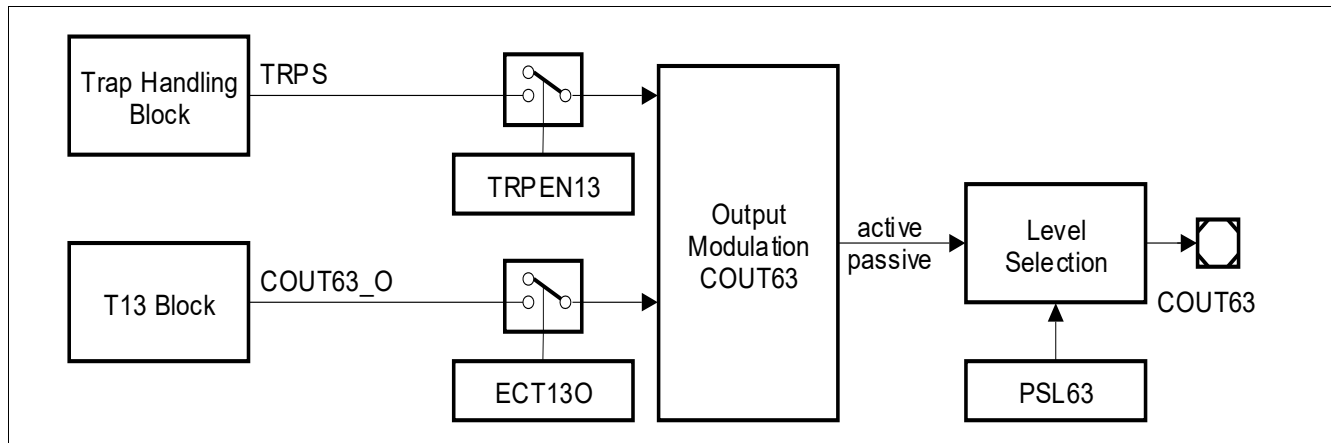 Trap Handling
Block
TRPS
TRPEN13
T13 Block
COUT63_O
ECT13O
Output
Modulation
COUT63
active
passive
Level
Selection
PSL63
COUT63